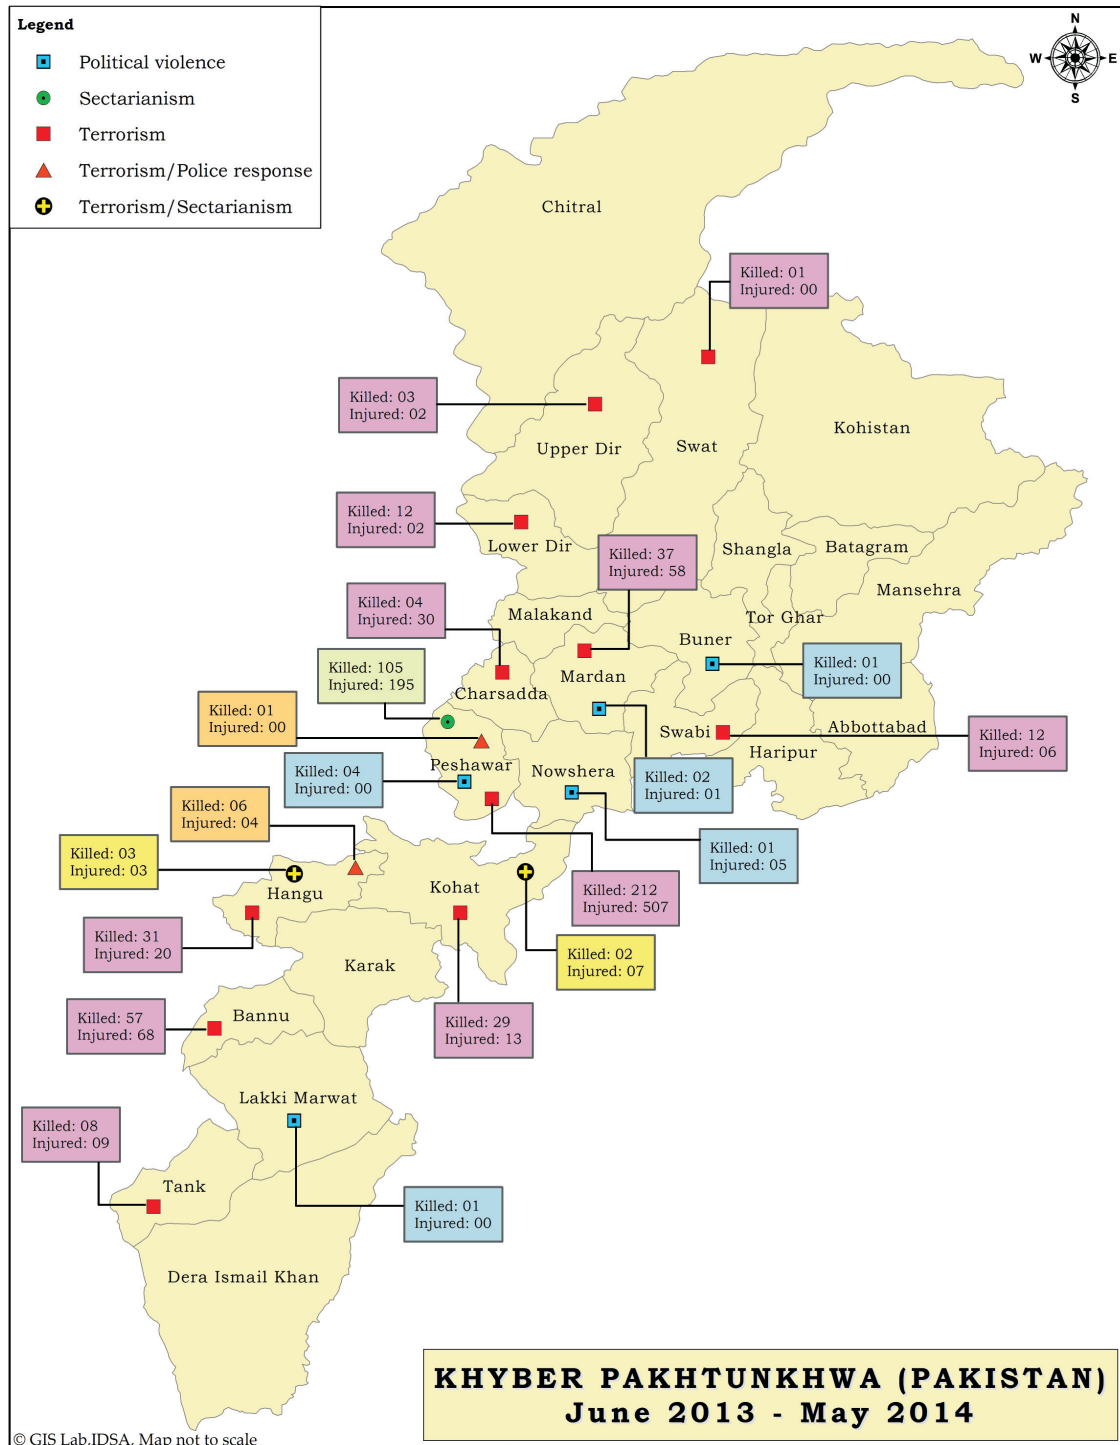 Legend
Political violence
Sectarianism
Terrorism
Terrorism/Police response
Terrorism/Sectarianism
N
W
E
S
Chitral
Killed: 01
Injured: 00
Killed: 03
Injured: 02
Kohistan
Upper Dir
Swat
Killed: 12
Injured: 02
Lower Dir
Killed: 37
Injured: 58
Shangla
Batagram
Mansehra
Killed: 04
Injured: 30
Malakand
Tor Ghar
Buner
Killed: 01
Injured: 00
Killed: 105
Injured: 195
Charsadda
Mardan
Killed: 01
Injured: 00
Swabi
Abbottabad
Haripur
Killed: 12
Injured: 06
Peshawar
Nowshera
Killed: 04
Injured: 00
Killed: 02
Injured: 01
Killed: 06
Injured: 04
Killed: 01
Injured: 05
Killed: 03
Injured: 03
Hangu
Kohat
Killed: 212
Injured: 507
Killed: 31
Injured: 20
Killed: 02
Injured: 07
Karak
Killed: 57
Injured: 68
Bannu
Killed: 29
Injured: 13
Lakki Marwat
Killed: 08
Injured: 09
Tank
Killed: 01
Injured: 00
Dera Ismail Khan
KHYBER PAKHTUNKHWA (PAKISTAN)
June 2013 - May 2014
© GIS Lab,IDSA. Map not to scale